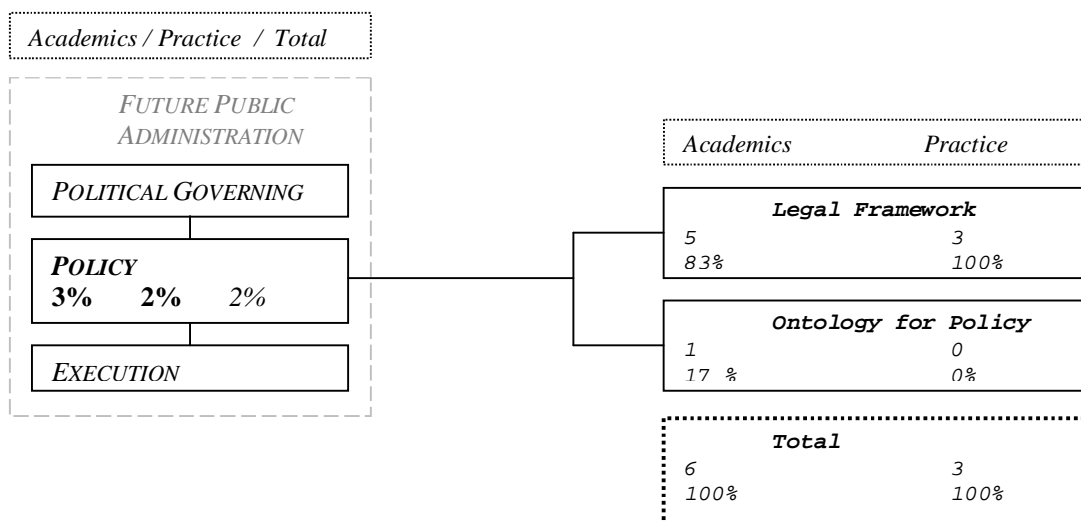 Academics / Practice / Total
FUTURE PUBLIC
ADMINISTRATION
POLITICAL GOVERNING
POLICY
3% 2% 2%
EXECUTION
Academics Practice
Legal Framework
5 3
83% 100%
Ontology for Policy
1 0
17 % 0%
Total
6 3
100% 100%